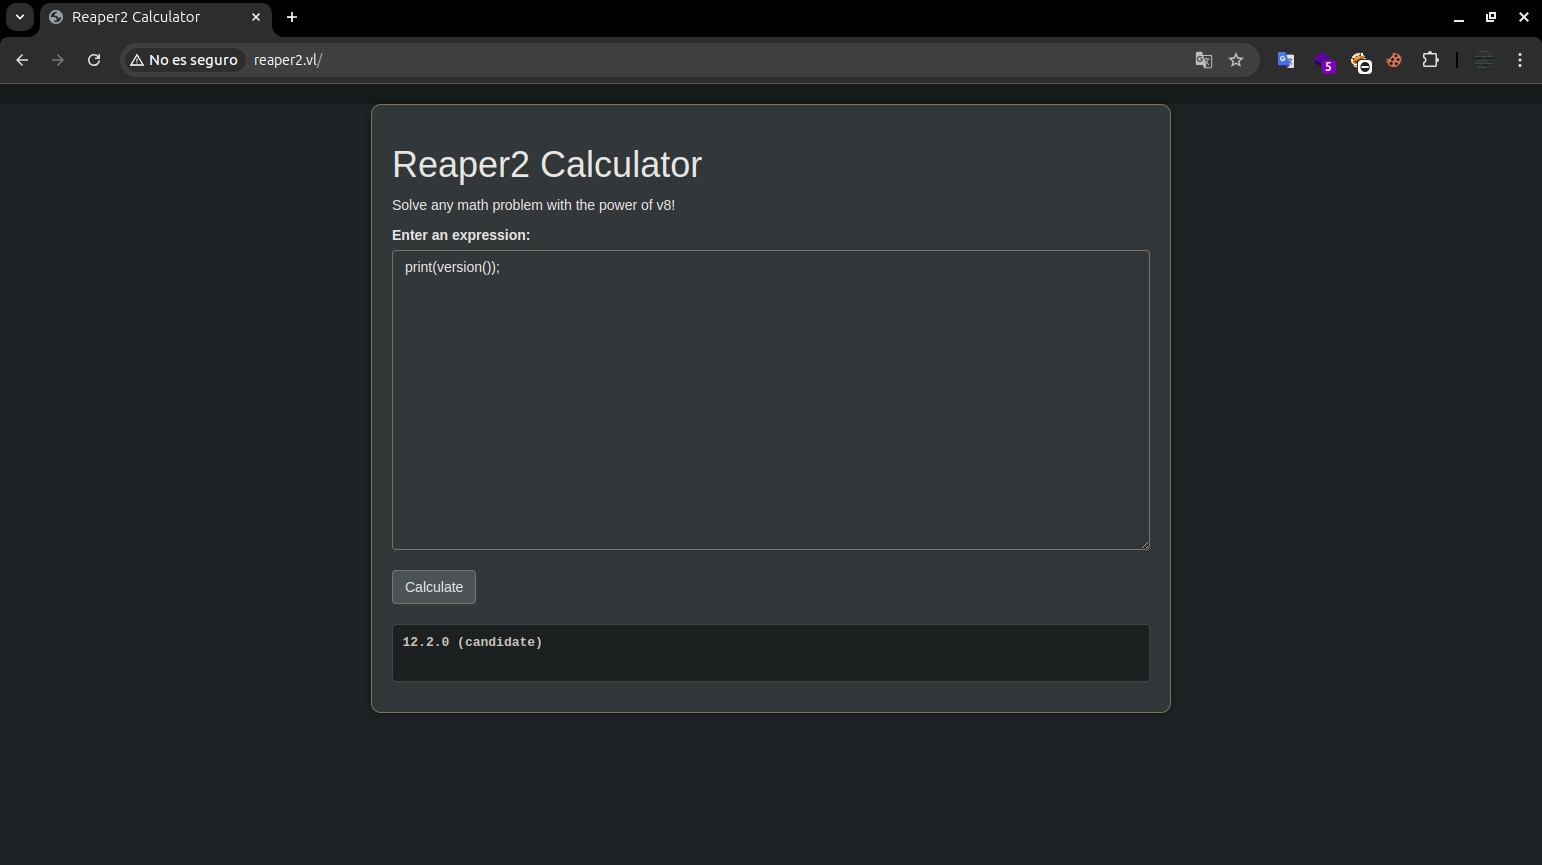 Reaper2 Calculator
No es seguro
reaper2.vl/
5
Reaper2 Calculator
Solve any math problem with the power of v8!
Enter an expression:
print(version());
Calculate
12.2.0 (candidate)